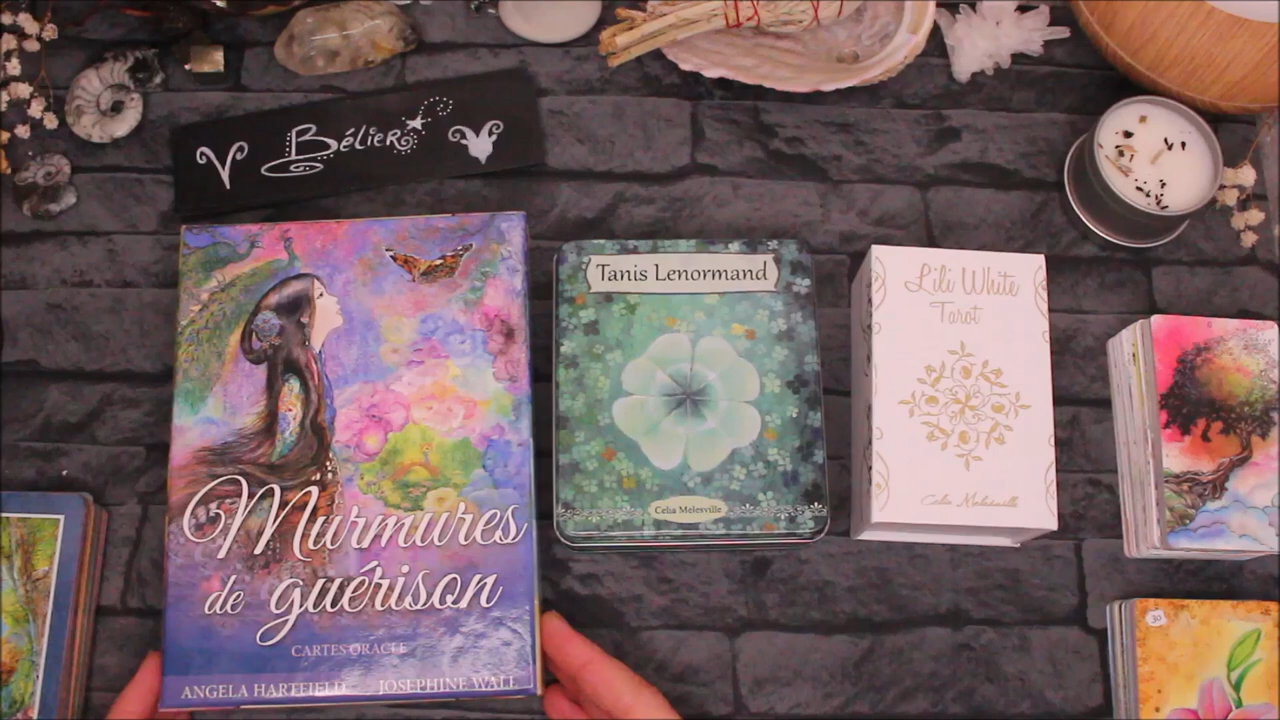 Bélier
Murmures
de guérison
CARTES ORACLE
ANGELA HARTFIELD JOSEPHINE WALL
Tanis Lenormand
Celia Melesville
Lili White
Tarot
Celia Melesville
30